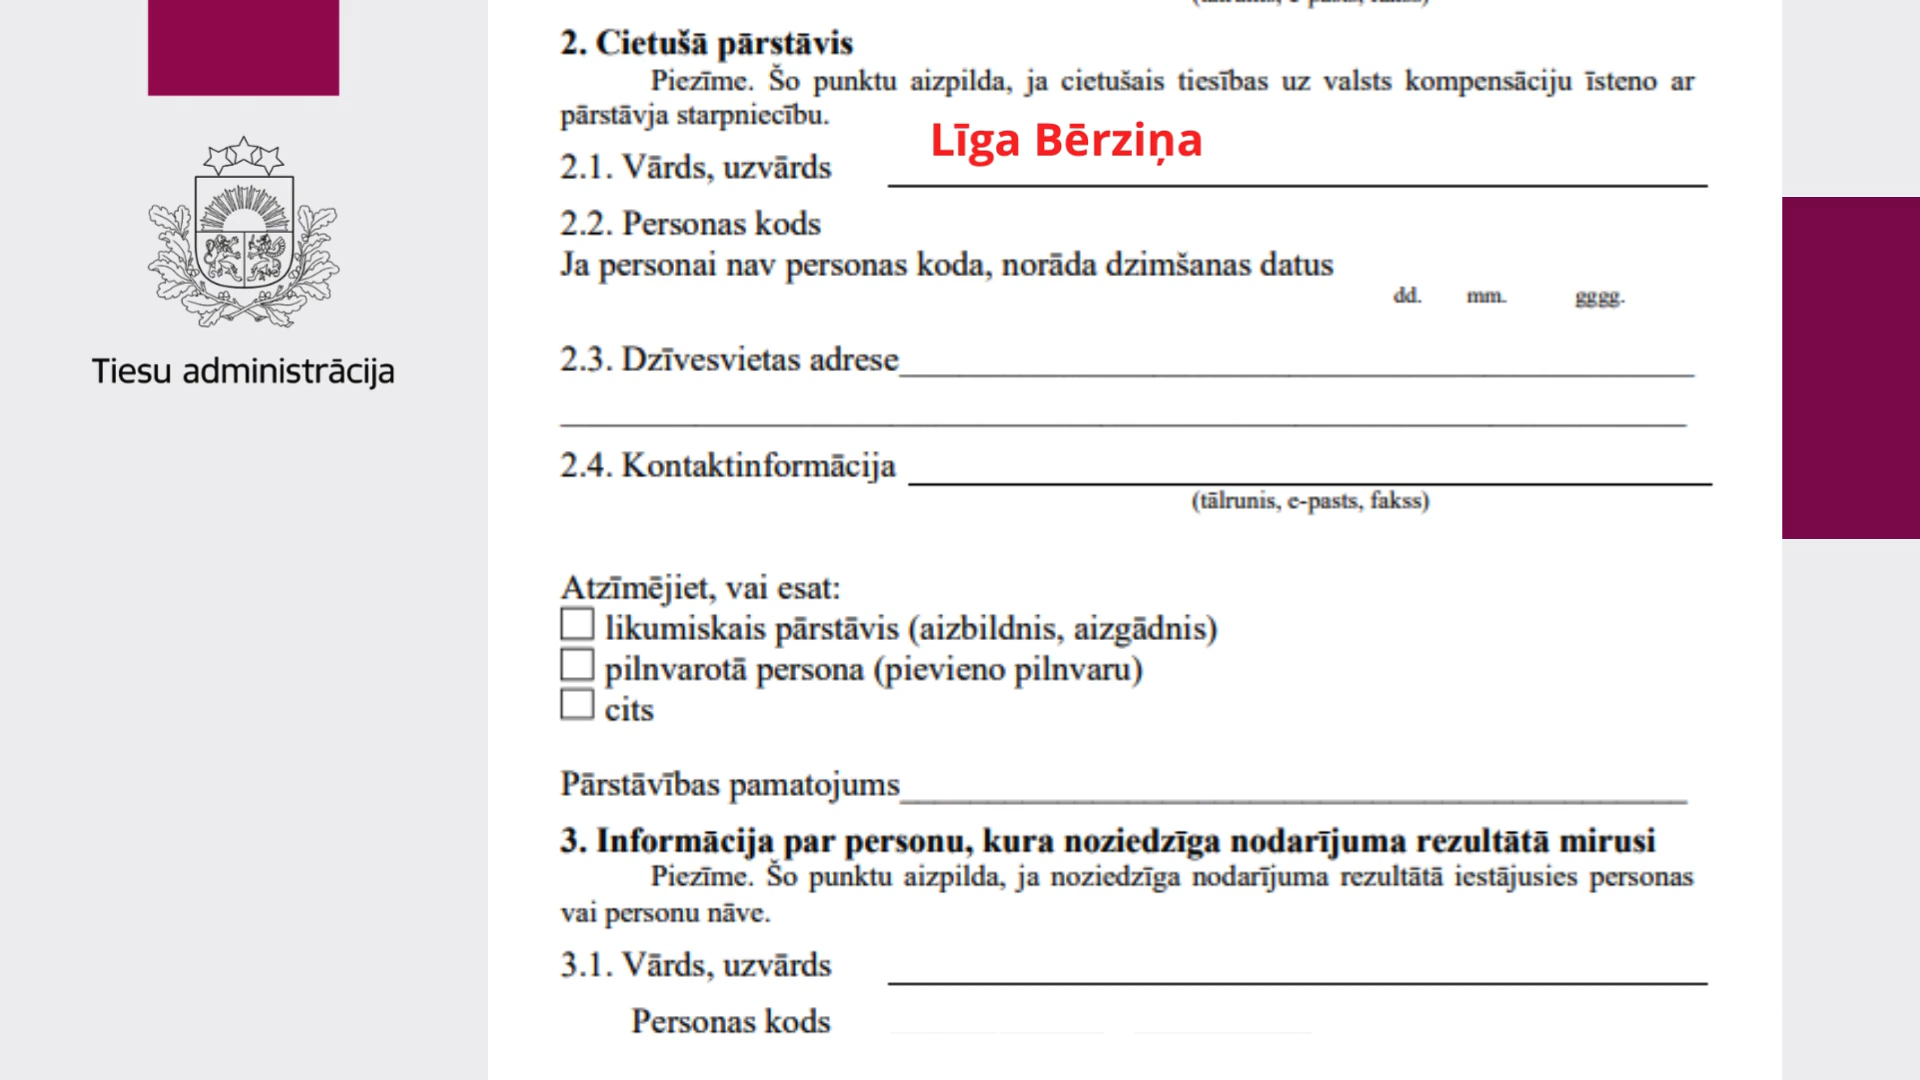 2. Cietušā pārstāvis
Piezīme. Šo punktu aizpilda, ja cietušais tiesības uz valsts kompensāciju īsteno ar
pārstāvja starpniecību.
Līga Bērziņa
2.1. Vārds, uzvārds
2.2. Personas kods
Ja personai nav personas koda, norāda dzimšanas datus
dd. mm. gggg.
2.3. Dzīvesvietas adrese
2.4. Kontaktinformācija
(tālrunis, e-pasts, fakss)
Atzīmējiet, vai esat:
likumiskais pārstāvis (aizbildnis, aizgādnis)
pilnvarotā persona (pievieno pilnvaru)
cits
Pārstāvības pamatojums
3. Informācija par personu, kura noziedzīga nodarījuma rezultātā mirusi
Piezīme. Šo punktu aizpilda, ja noziedzīga nodarījuma rezultātā iestājusies personas
vai personu nāve.
3.1. Vārds, uzvārds
Personas kods
Tiesu administrācija